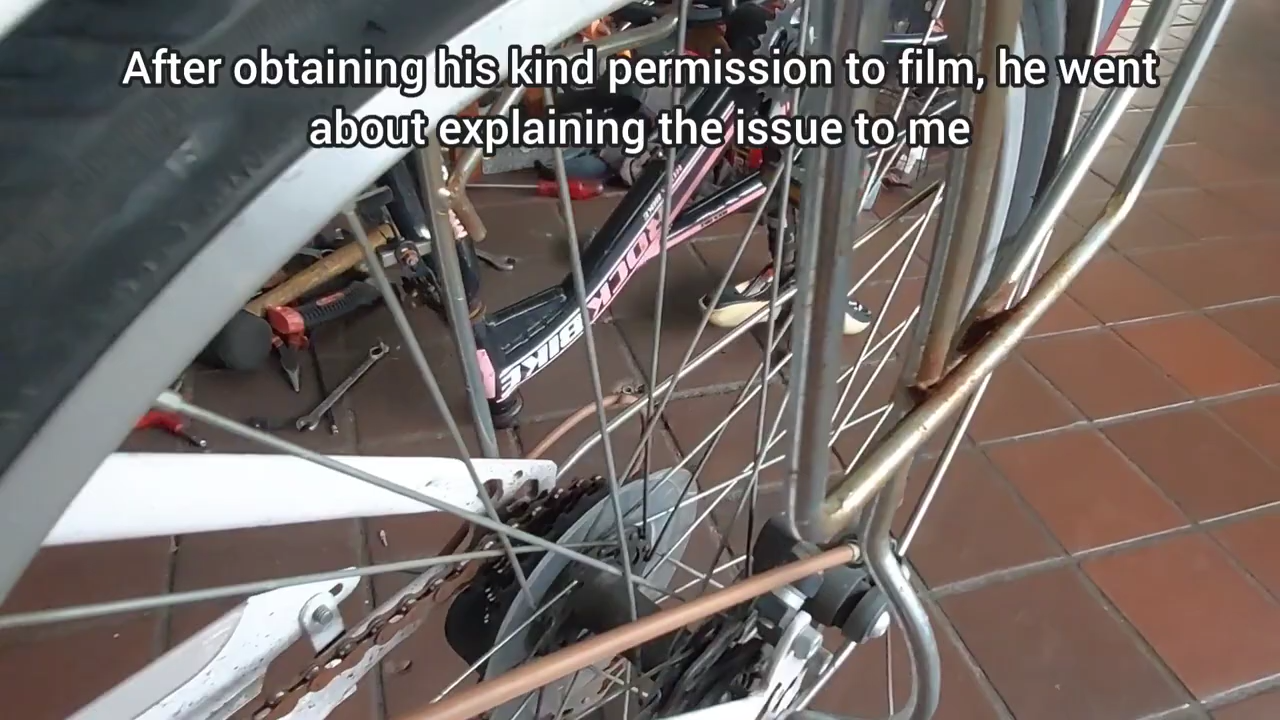 After obtaining his kind permission to film, he went
about explaining the issue to me
ROCK
BIKE